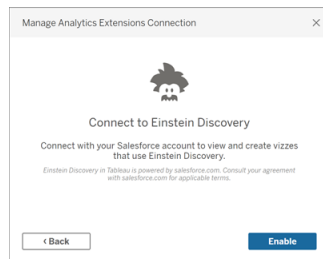 Manage Analytics Extensions Connection
Connect to Einstein Discovery
Connect with your Salesforce account to view and create vizzes
that use Einstein Discovery.
Einstein Discovery in Tableau is powered by salesforce.com. Consult your agreement
with salesforce.com for applicable terms.
‹ Back
Enable